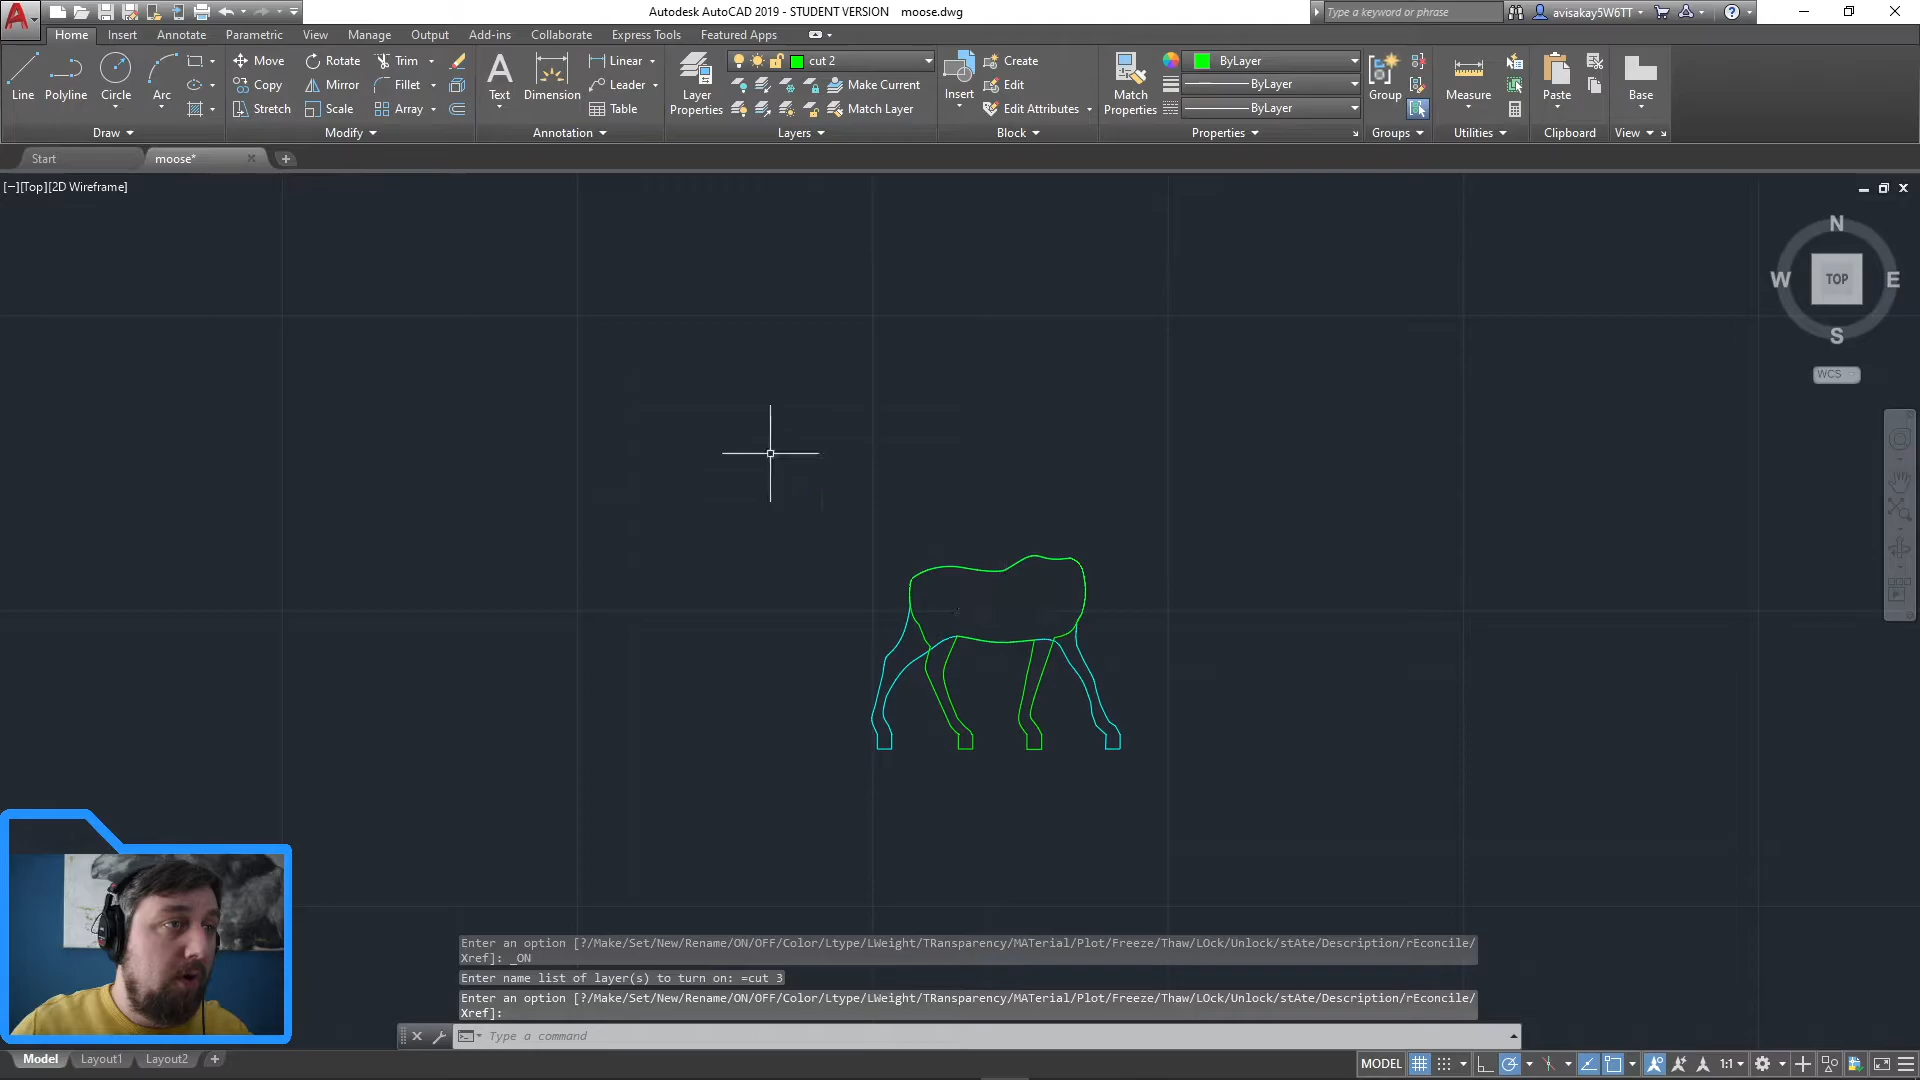 Autodesk AutoCAD 2019 - STUDENT VERSION moose.dwg
Type a keyword or phrase
avisakay5W6TT
Home Insert Annotate Parametric View Manage Output Add-ins Collaborate Express Tools Featured Apps
Line Polyline Circle Arc
Draw
Move Rotate Trim
Copy Mirror Fillet
Stretch Scale Array
Modify
Text Dimension
Linear
Leader
Table
Annotation
Layer Properties
cut 2
Make Current
Match Layer
Layers
Insert
Create
Edit
Edit Attributes
Block
Match Properties
ByLayer
ByLayer
ByLayer
Properties
Group
Groups
Measure
Utilities
Paste
Clipboard
Base
View
Start
moose*
[−][Top][2D Wireframe]
N
W TOP E
S
WCS
Enter an option [?/Make/Set/New/Rename/ON/OFF/Color/Ltype/LWeight/TRansparency/MATerial/Plot/Freeze/Thaw/LOck/Unlock/stAte/Description/rEconcile/
Xref]: _ON
Enter name list of layer(s) to turn on: =cut 3
Enter an option [?/Make/Set/New/Rename/ON/OFF/Color/Ltype/LWeight/TRansparency/MATerial/Plot/Freeze/Thaw/LOck/Unlock/stAte/Description/rEconcile/
Xref]:
Type a command
Model Layout1 Layout2
MODEL
1:1